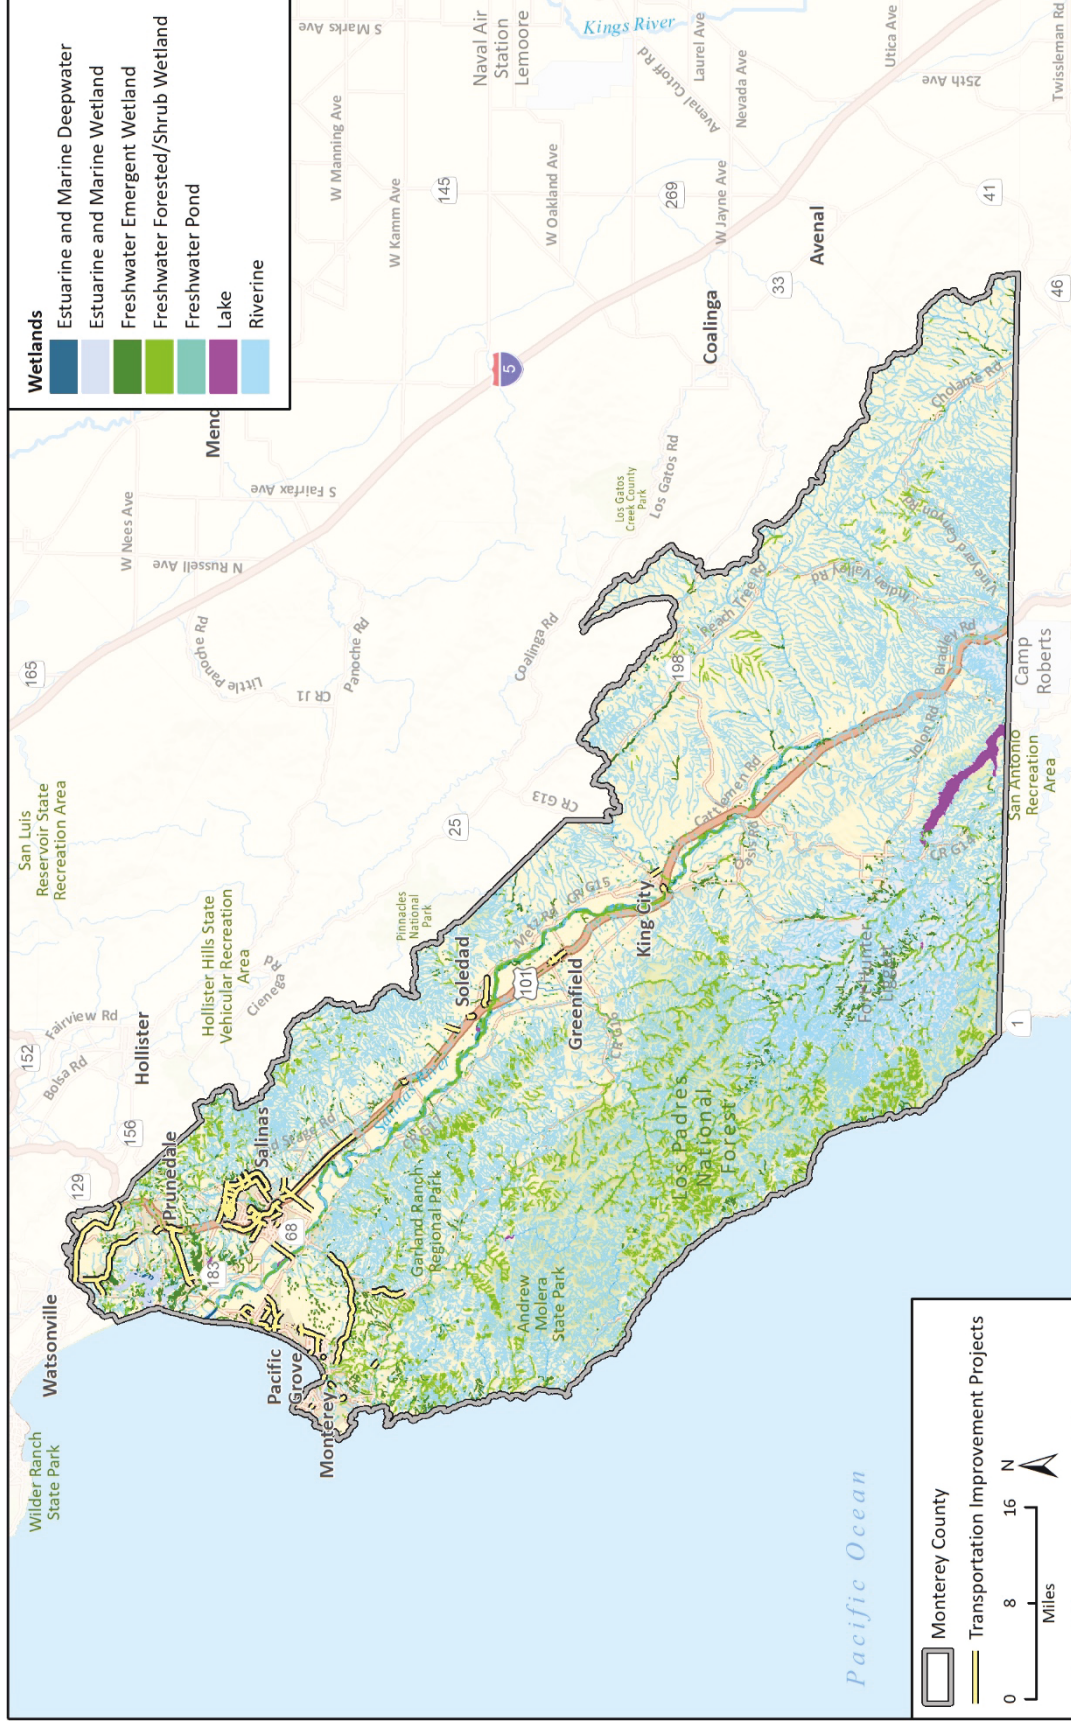 Wetlands
Estuarine and Marine Deepwater
Estuarine and Marine Wetland
Freshwater Emergent Wetland
Freshwater Forested/Shrub Wetland
Freshwater Pond
Lake
Riverine
Wilder Ranch
State Park
Watsonville
129
152
Fairview Rd
Bolsa Rd
156
Hollister
Hollister Hills State
Vehicular Recreation
Area
Cienega
Rd
San Luis
Reservoir State
Recreation Area
165
Little Panoche Rd
CR J1
Panoche Rd
W Nees Ave
N Russell Ave
S Fairfax Ave
Mend
W Manning Ave
W Kamm Ave
S Marks Ave
145
Naval Air
Station
Lemoore
Kings River
W Oakland Ave
Avenal Cutoff Rd
Laurel Ave
Nevada Ave
269
W Jayne Ave
5
Coalinga
33
Avenal
Utica Ave
25th Ave
Twissleman Rd
41
46
Los Gatos
Creek County
Park
Los Gatos Rd
Coalinga Rd
25
CR G13
Pinnacles
National
Park
Prunedale
Salinas
183
68
Pacific
Grove
Monterey
Garland Ranch
Regional Park
Andrew
Molera
State Park
Salinas River
Soledad
101
Greenfield
Metz Rd
CR G15
CR G16
King City
Los Padres
National
Forest
Fort Hunter
Liggett
Cattlemen Rd
Oasis Rd
198
Peach Tree Rd
Indian Valley Rd
Vineyard Canyon Rd
Cholame Rd
Bradley Rd
Jolon Rd
CR G14
San Antonio
Recreation
Area
Camp
Roberts
1
Pacific Ocean
Monterey County
Transportation Improvement Projects
0 8 16
Miles
N